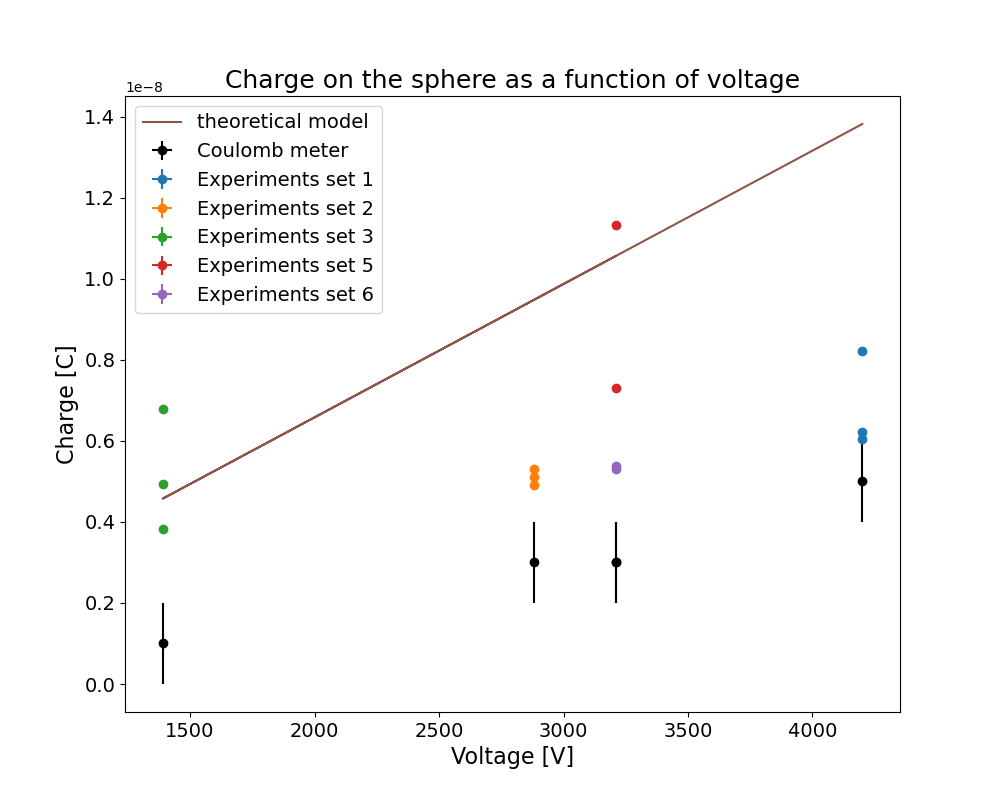 Charge on the sphere as a function of voltage
1e−8
theoretical model
Coulomb meter
Experiments set 1
Experiments set 2
Experiments set 3
Experiments set 5
Experiments set 6
1.4
1.2
1.0
0.8
0.6
0.4
0.2
0.0
Charge [C]
1500 2000 2500 3000 3500 4000
Voltage [V]